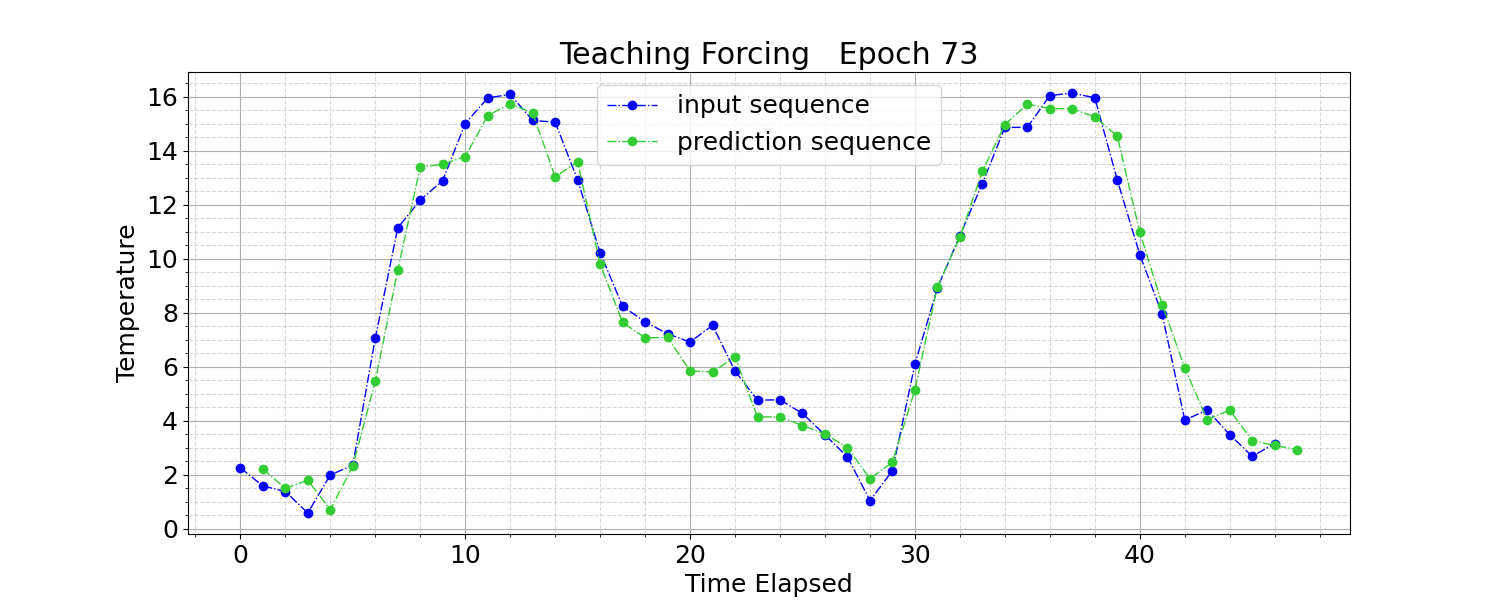 Teaching Forcing   Epoch 73
input sequence
prediction sequence
Temperature
16
14
12
10
8
6
4
2
0
0 10 20 30 40
Time Elapsed